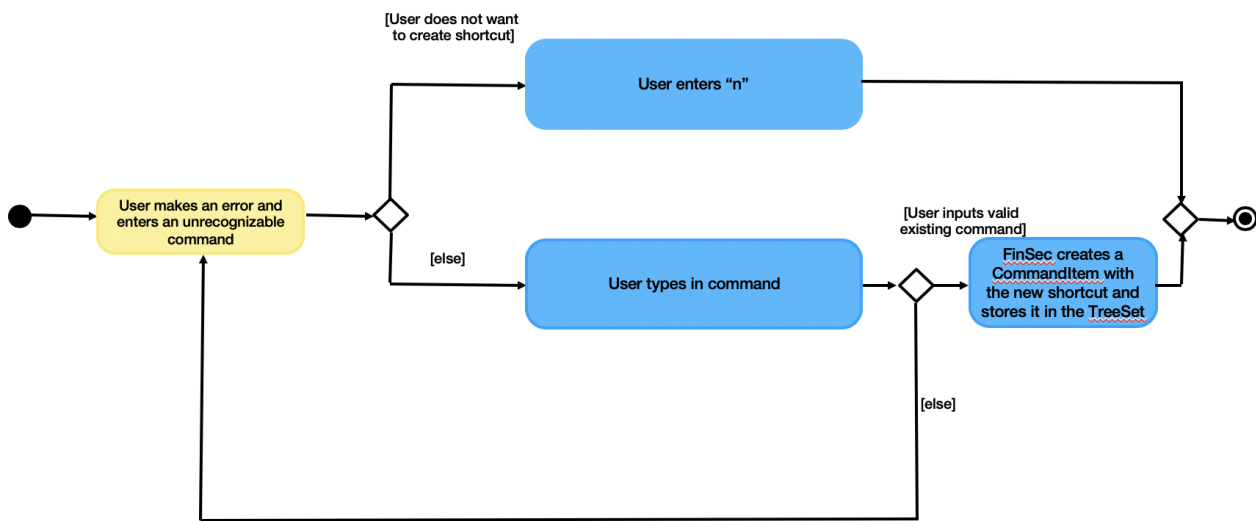 [User does not want
to create shortcut]
User enters “n”
User makes an error and
enters an unrecognizable
command
[else]
User types in command
[User inputs valid
existing command]
FinSec creates a
CommandItem with
the new shortcut and
stores it in the TreeSet
[else]